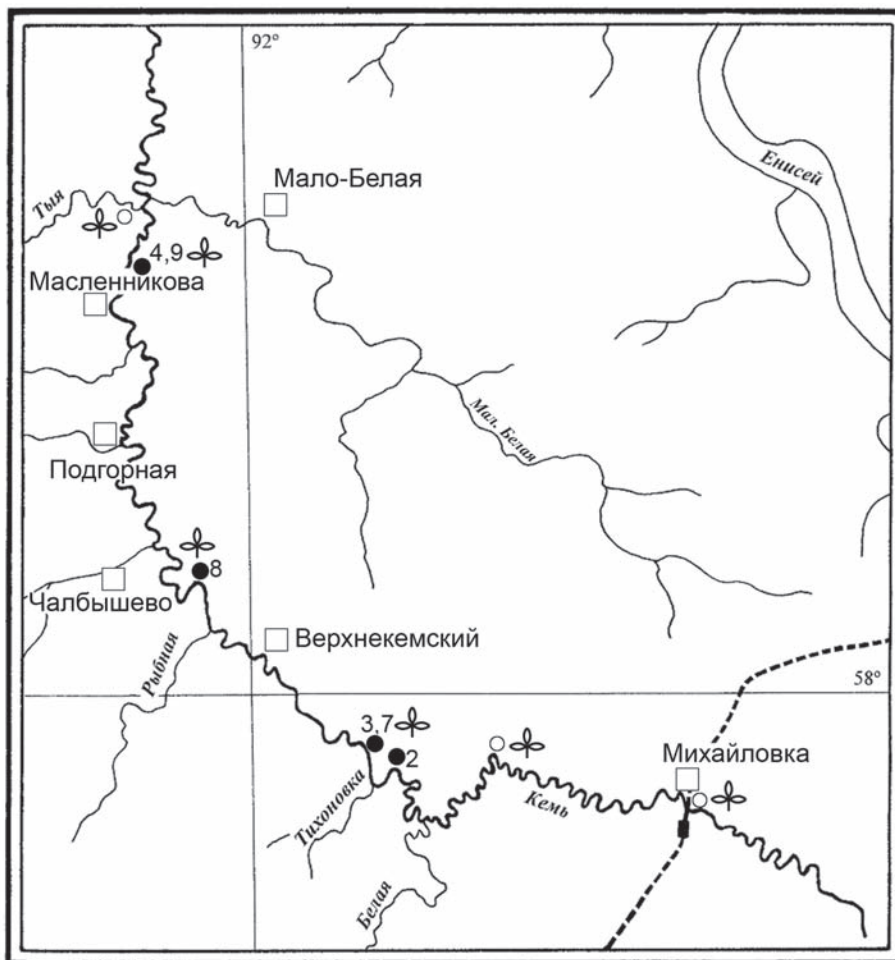 92°
Енисей
Мало-Белая
Тыя
4,9
Масленникова
Мал. Белая
Подгорная
8
Чалбышево
Верхнекемский
Рыбная
58°
3,7
2
Михайловка
Тихоновка
Кемь
Белая